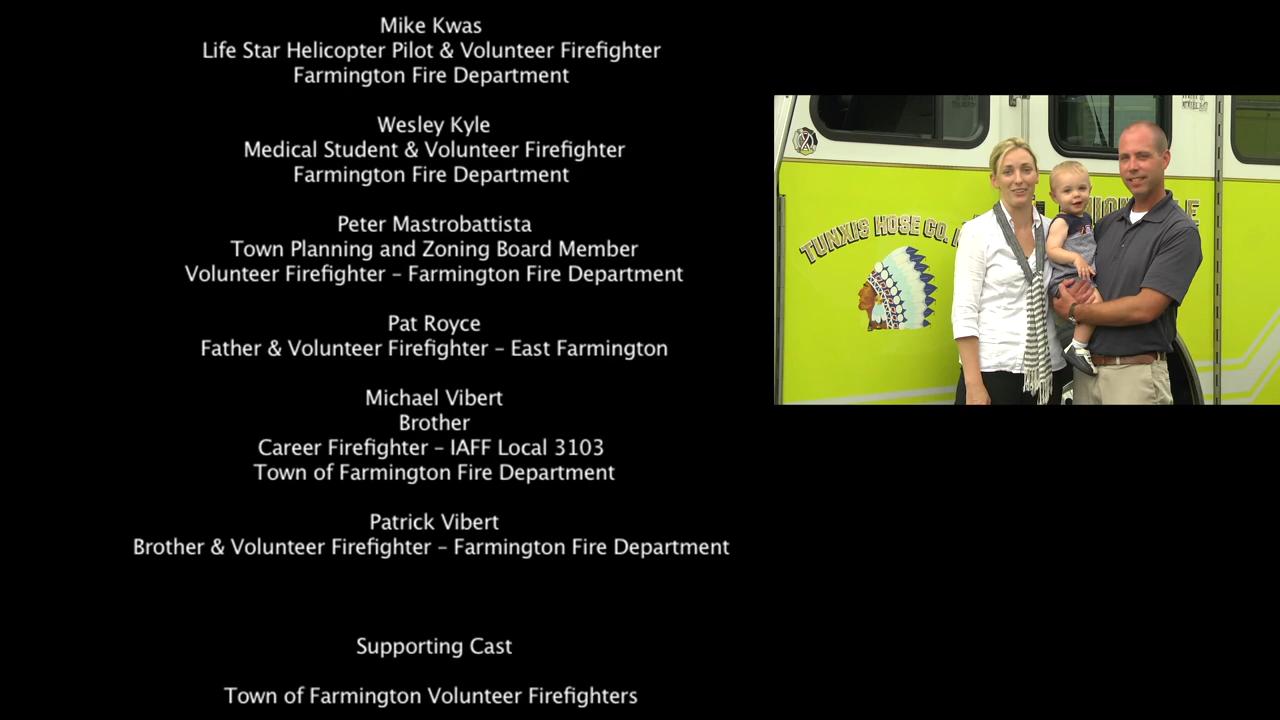 Mike Kwas
Life Star Helicopter Pilot & Volunteer Firefighter
Farmington Fire Department
Wesley Kyle
Medical Student & Volunteer Firefighter
Farmington Fire Department
Peter Mastrobattista
Town Planning and Zoning Board Member
Volunteer Firefighter – Farmington Fire Department
Pat Royce
Father & Volunteer Firefighter – East Farmington
Michael Vibert
Brother
Career Firefighter – IAFF Local 3103
Town of Farmington Fire Department
Patrick Vibert
Brother & Volunteer Firefighter – Farmington Fire Department
Supporting Cast
Town of Farmington Volunteer Firefighters
TUNXIS HOSE CO.